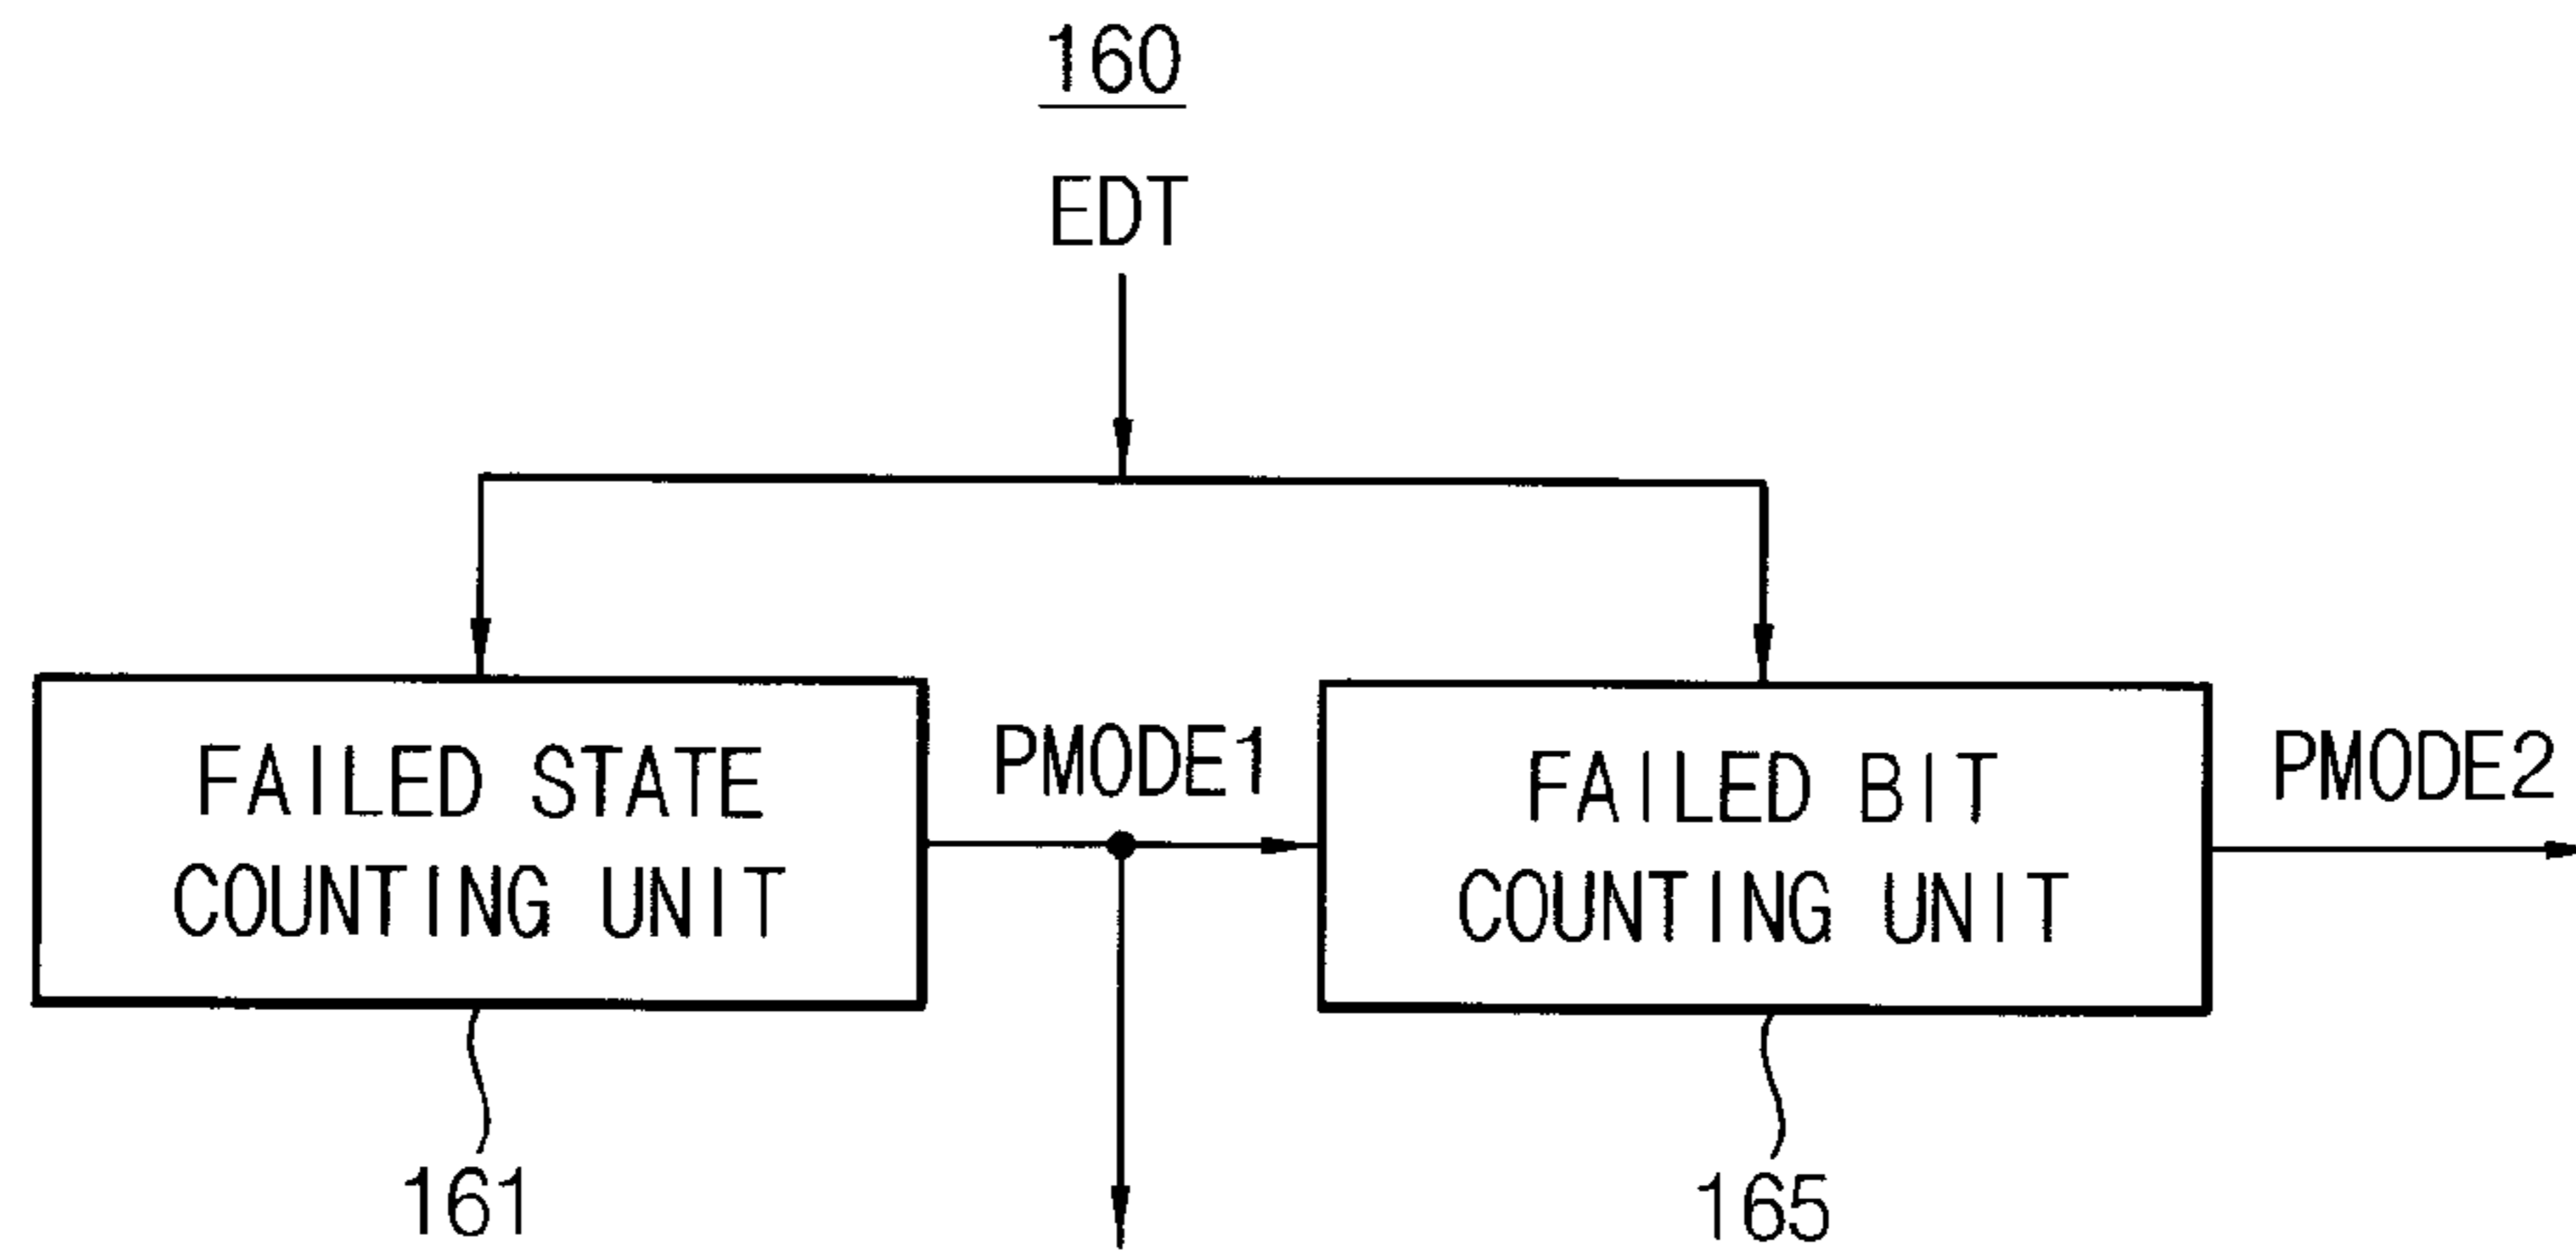 160
EDT
FAILED STATE
COUNTING UNIT
PMODE1
FAILED BIT
COUNTING UNIT
PMODE2
161
165